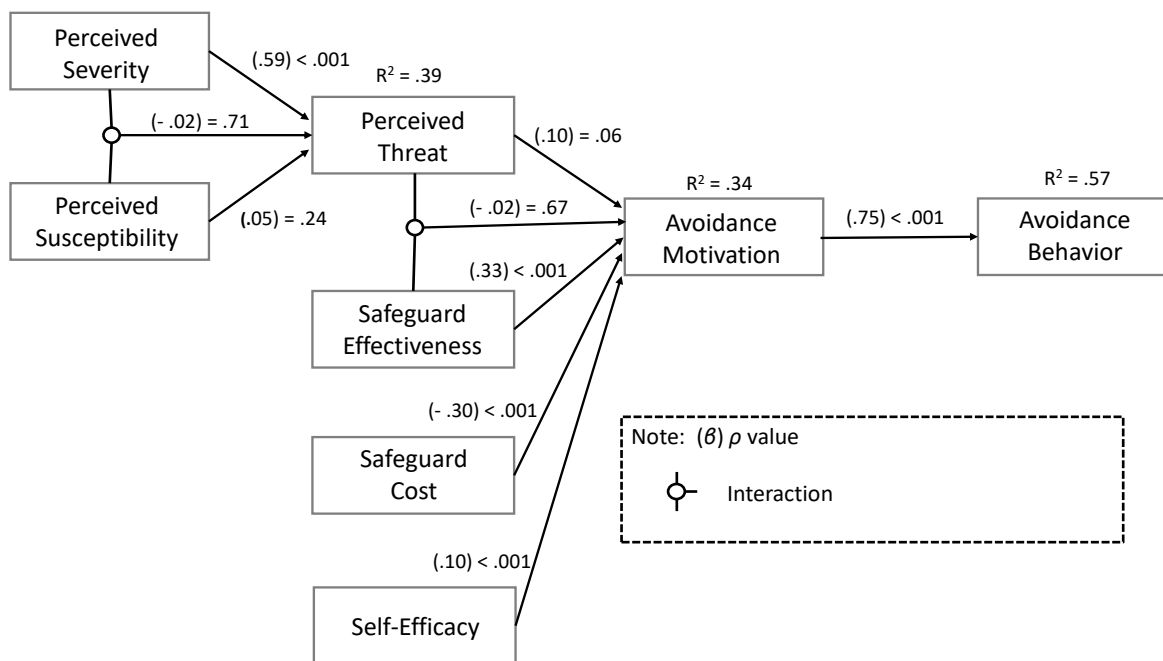 Perceived
Severity
(.59) < .001
R² = .39
(- .02) = .71
Perceived
Threat
(.10) = .06
Perceived
Susceptibility
(.05) = .24
R² = .34
R² = .57
(- .02) = .67
Avoidance
Motivation
(.75) < .001
Avoidance
Behavior
(.33) < .001
Safeguard
Effectiveness
(- .30) < .001
Safeguard
Cost
Note: (β) ρ value
Interaction
(.10) < .001
Self-Efficacy